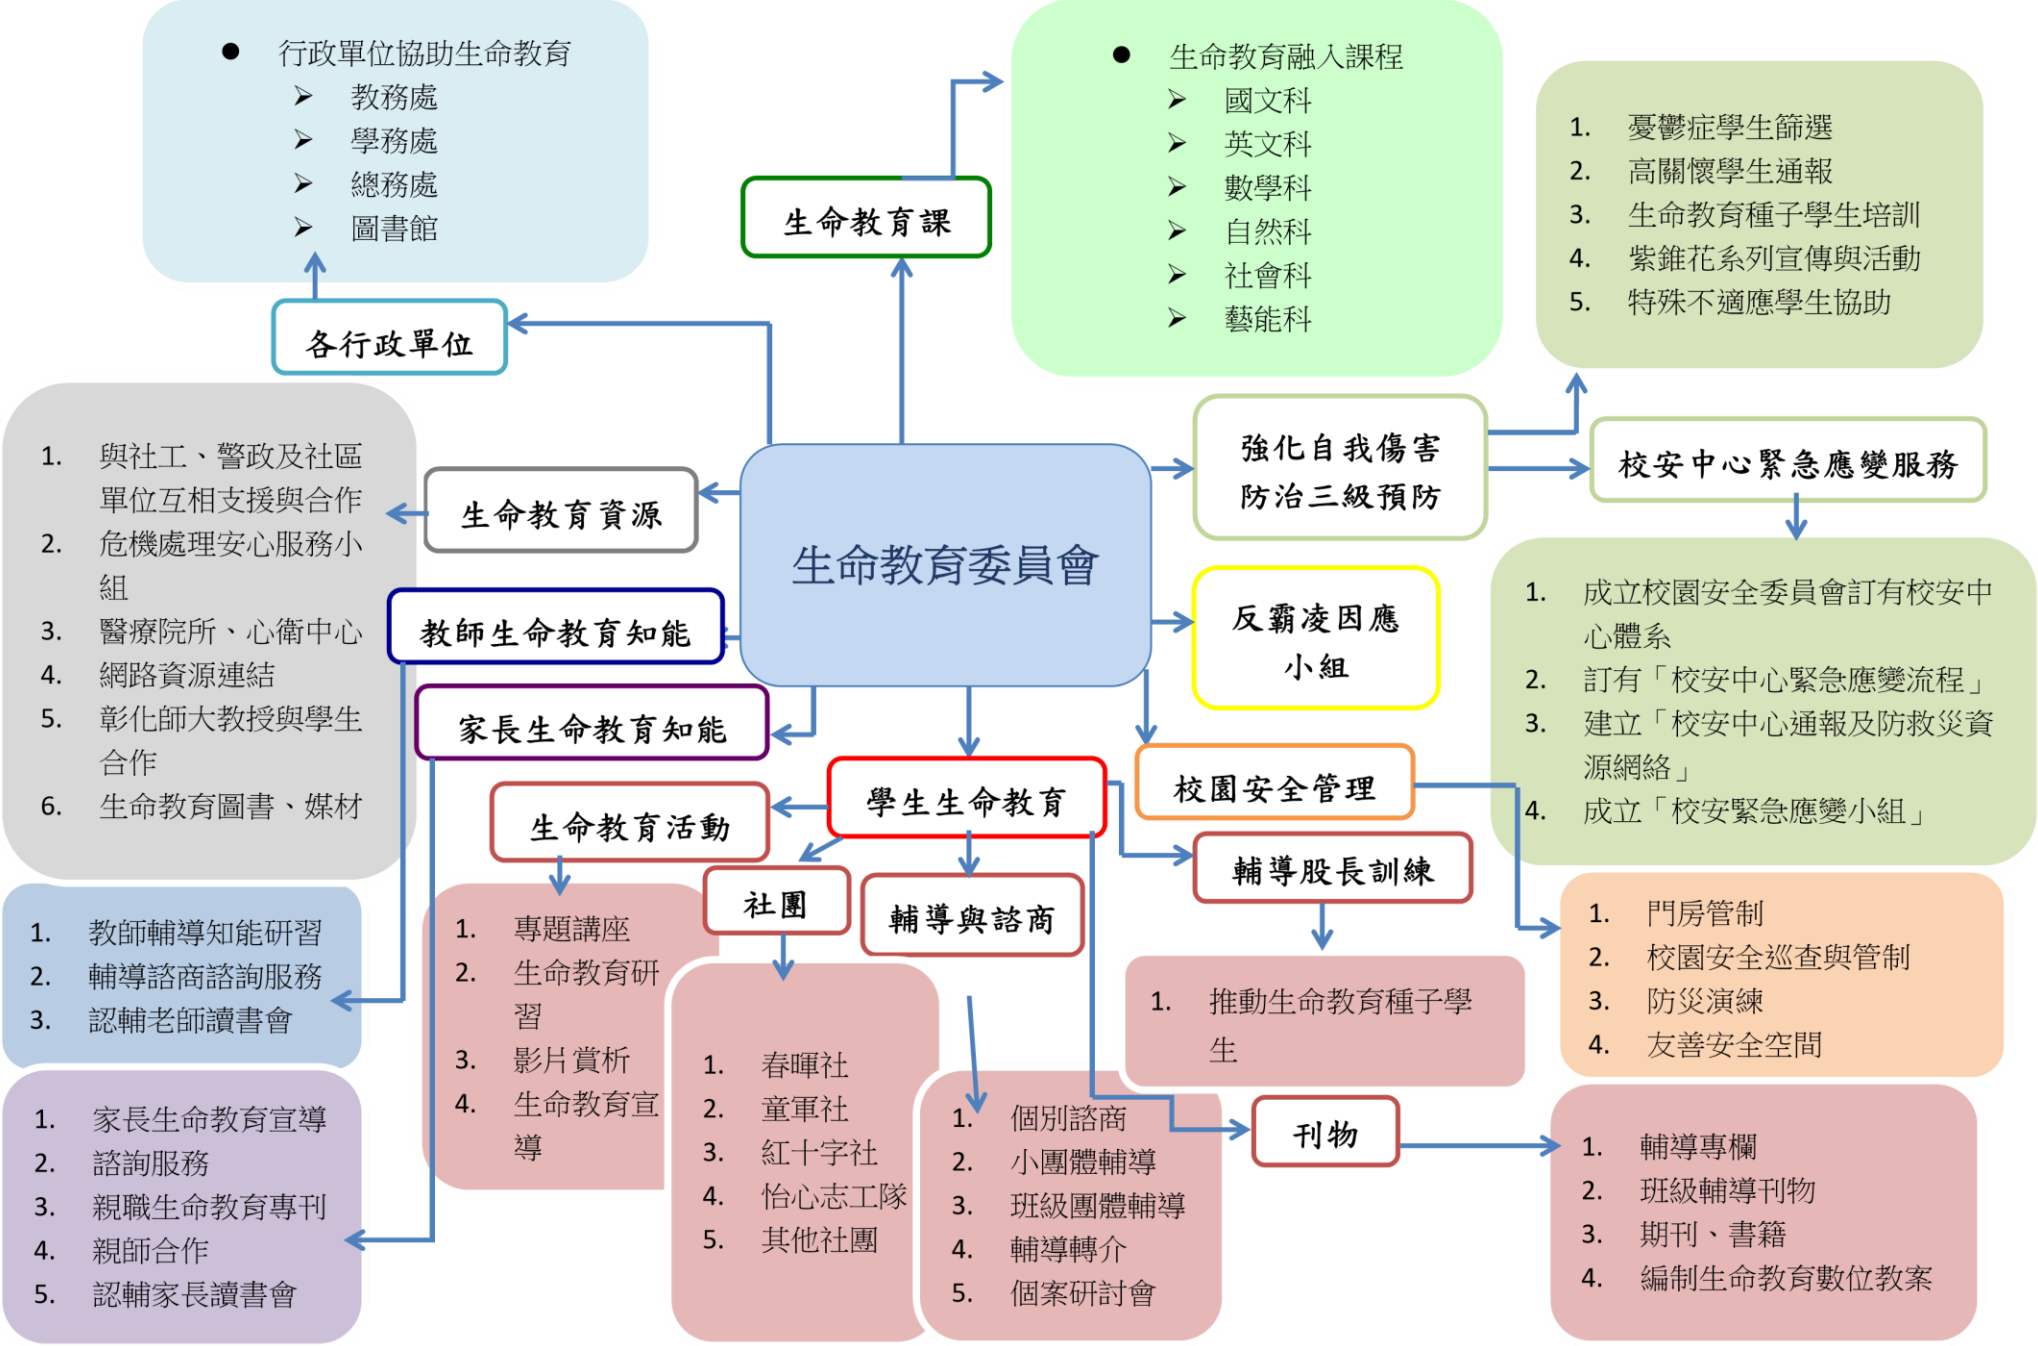 ● 行政單位協助生命教育
➢ 教務處
➢ 學務處
➢ 總務處
➢ 圖書館
各行政單位
生命教育課
● 生命教育融入課程
➢ 國文科
➢ 英文科
➢ 數學科
➢ 自然科
➢ 社會科
➢ 藝能科
1. 憂鬱症學生篩選
2. 高關懷學生通報
3. 生命教育種子學生培訓
4. 紫錐花系列宣傳與活動
5. 特殊不適應學生協助
強化自我傷害
防治三級預防
校安中心緊急應變服務
1. 與社工、警政及社區
單位互相支援與合作
2. 危機處理安心服務小
組
3. 醫療院所、心衛中心
4. 網路資源連結
5. 彰化師大教授與學生
合作
6. 生命教育圖書、媒材
生命教育資源
生命教育委員會
教師生命教育知能
家長生命教育知能
反霸凌因應
小組
1. 成立校園安全委員會訂有校安中
心體系
2. 訂有「校安中心緊急應變流程」
3. 建立「校安中心通報及防救災資
源網絡」
4. 成立「校安緊急應變小組」
學生生命教育
校園安全管理
生命教育活動
社團
輔導與諮商
輔導股長訓練
1. 教師輔導知能研習
2. 輔導諮商諮詢服務
3. 認輔老師讀書會
1. 家長生命教育宣導
2. 諮詢服務
3. 親職生命教育專刊
4. 親師合作
5. 認輔家長讀書會
1. 專題講座
2. 生命教育研
習
3. 影片賞析
4. 生命教育宣
導
1. 春暉社
2. 童軍社
3. 紅十字社
4. 怡心志工隊
5. 其他社團
1. 個別諮商
2. 小團體輔導
3. 班級團體輔導
4. 輔導轉介
5. 個案研討會
1. 推動生命教育種子學
生
刊物
1. 門房管制
2. 校園安全巡查與管制
3. 防災演練
4. 友善安全空間
1. 輔導專欄
2. 班級輔導刊物
3. 期刊、書籍
4. 編制生命教育數位教案